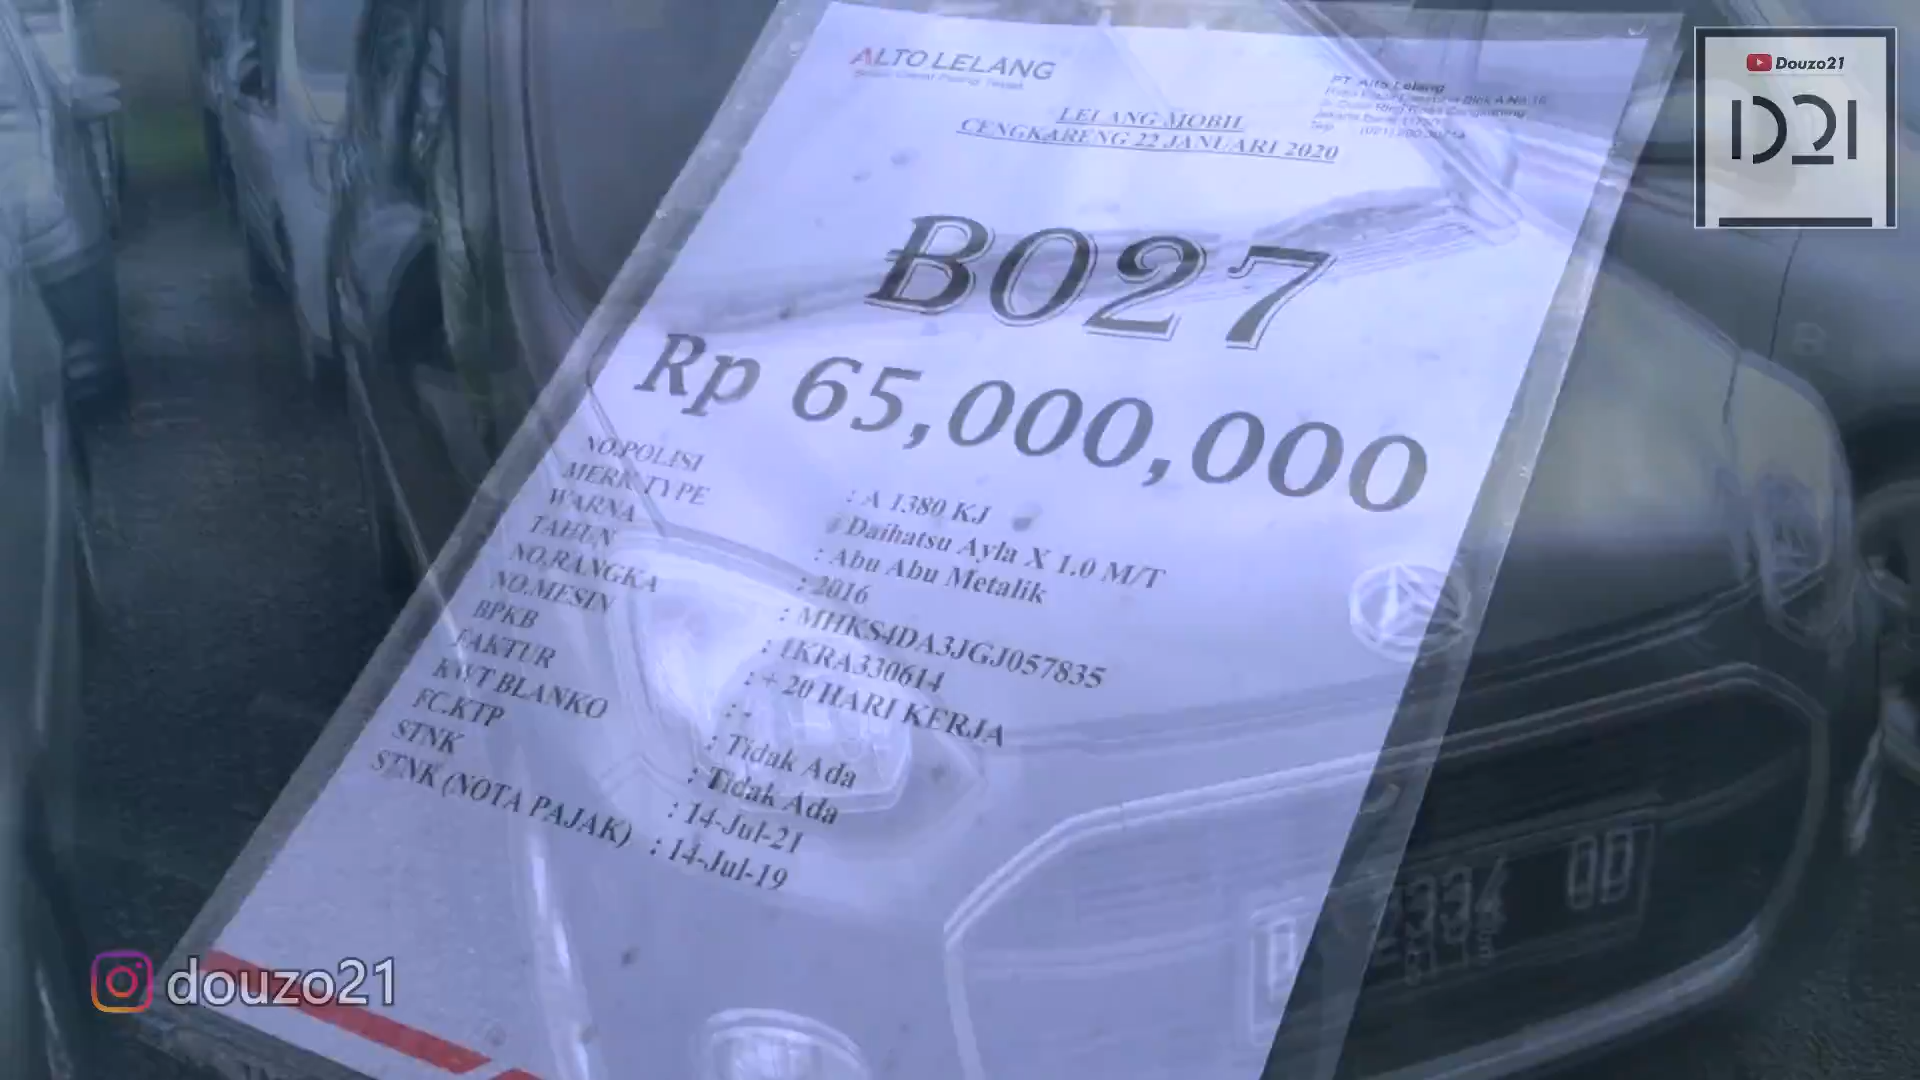 Douzo21
D21
ALTO LELANG
PT Alto Lelang
LELANG MOBIL
CENGKARENG 22 JANUARI 2020
B027
Rp 65,000,000
NO.POLISI : A 1380 KJ
MERK/TYPE : Daihatsu Ayla X 1.0 M/T
WARNA : Abu Abu Metalik
TAHUN : 2016
NO.RANGKA : MHKS4DA3JGJ057835
NO.MESIN : 1KRA330614
BPKB : + 20 HARI KERJA
FAKTUR : -
KWT BLANKO : Tidak Ada
FC.KTP : Tidak Ada
STNK : 14-Jul-21
STNK (NOTA PAJAK) : 14-Jul-19
douzo21